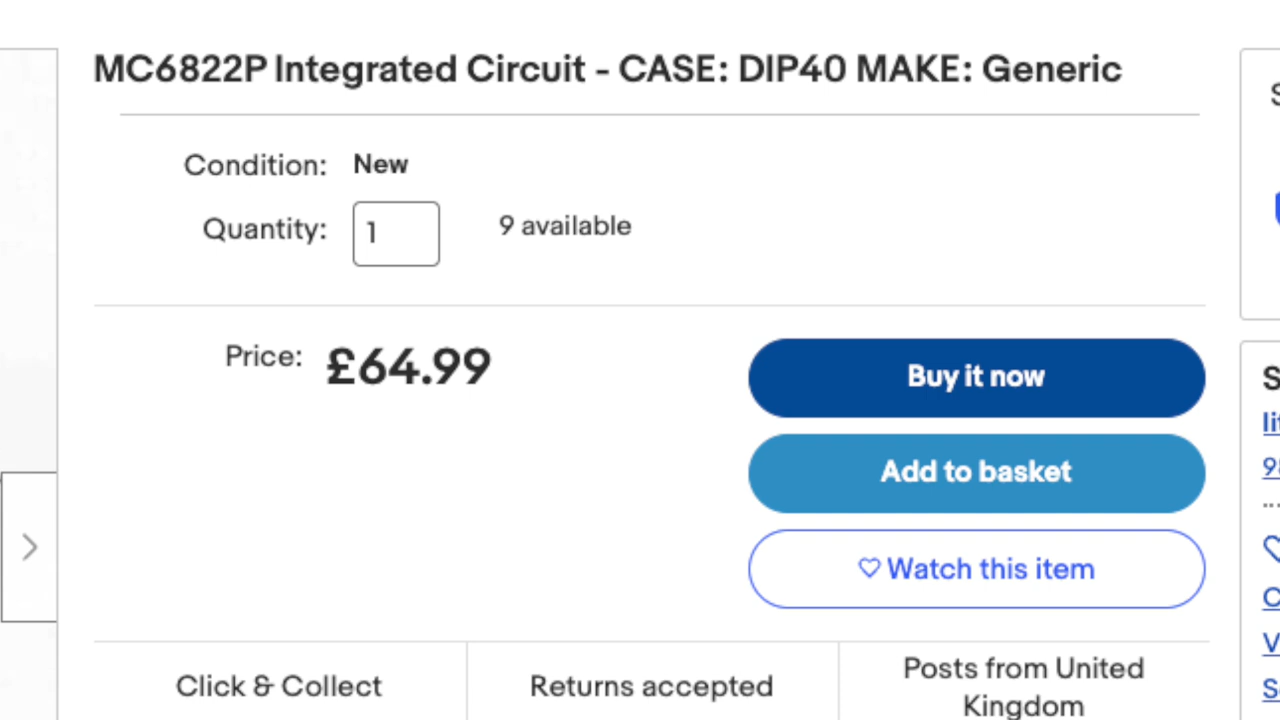 MC6822P Integrated Circuit - CASE: DIP40 MAKE: Generic
Condition: New
Quantity: 1 9 available
Price: £64.99
Buy it now
Add to basket
Watch this item
Click & Collect
Returns accepted
Posts from United
Kingdom